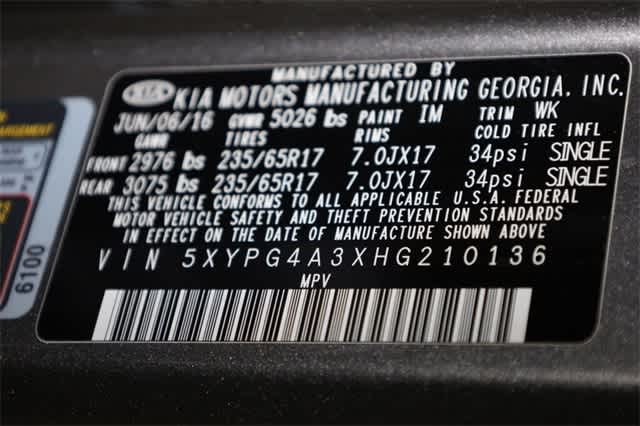 MANUFACTURED BY
KIA KIA MOTORS MANUFACTURING GEORGIA, INC.
JUN/06/16 GVWR 5026 lbs PAINT IM TRIM WK
GAWR TIRES RIMS COLD TIRE INFL
FRONT 2976 lbs 235/65R17 7.0JX17 34psi SINGLE
REAR 3075 lbs 235/65R17 7.0JX17 34psi SINGLE
THIS VEHICLE CONFORMS TO ALL APPLICABLE U.S.A. FEDERAL
MOTOR VEHICLE SAFETY AND THEFT PREVENTION STANDARDS
IN EFFECT ON THE DATE OF MANUFACTURE SHOWN ABOVE
VIN 5XYPG4A3XHG210136
MPV
6100